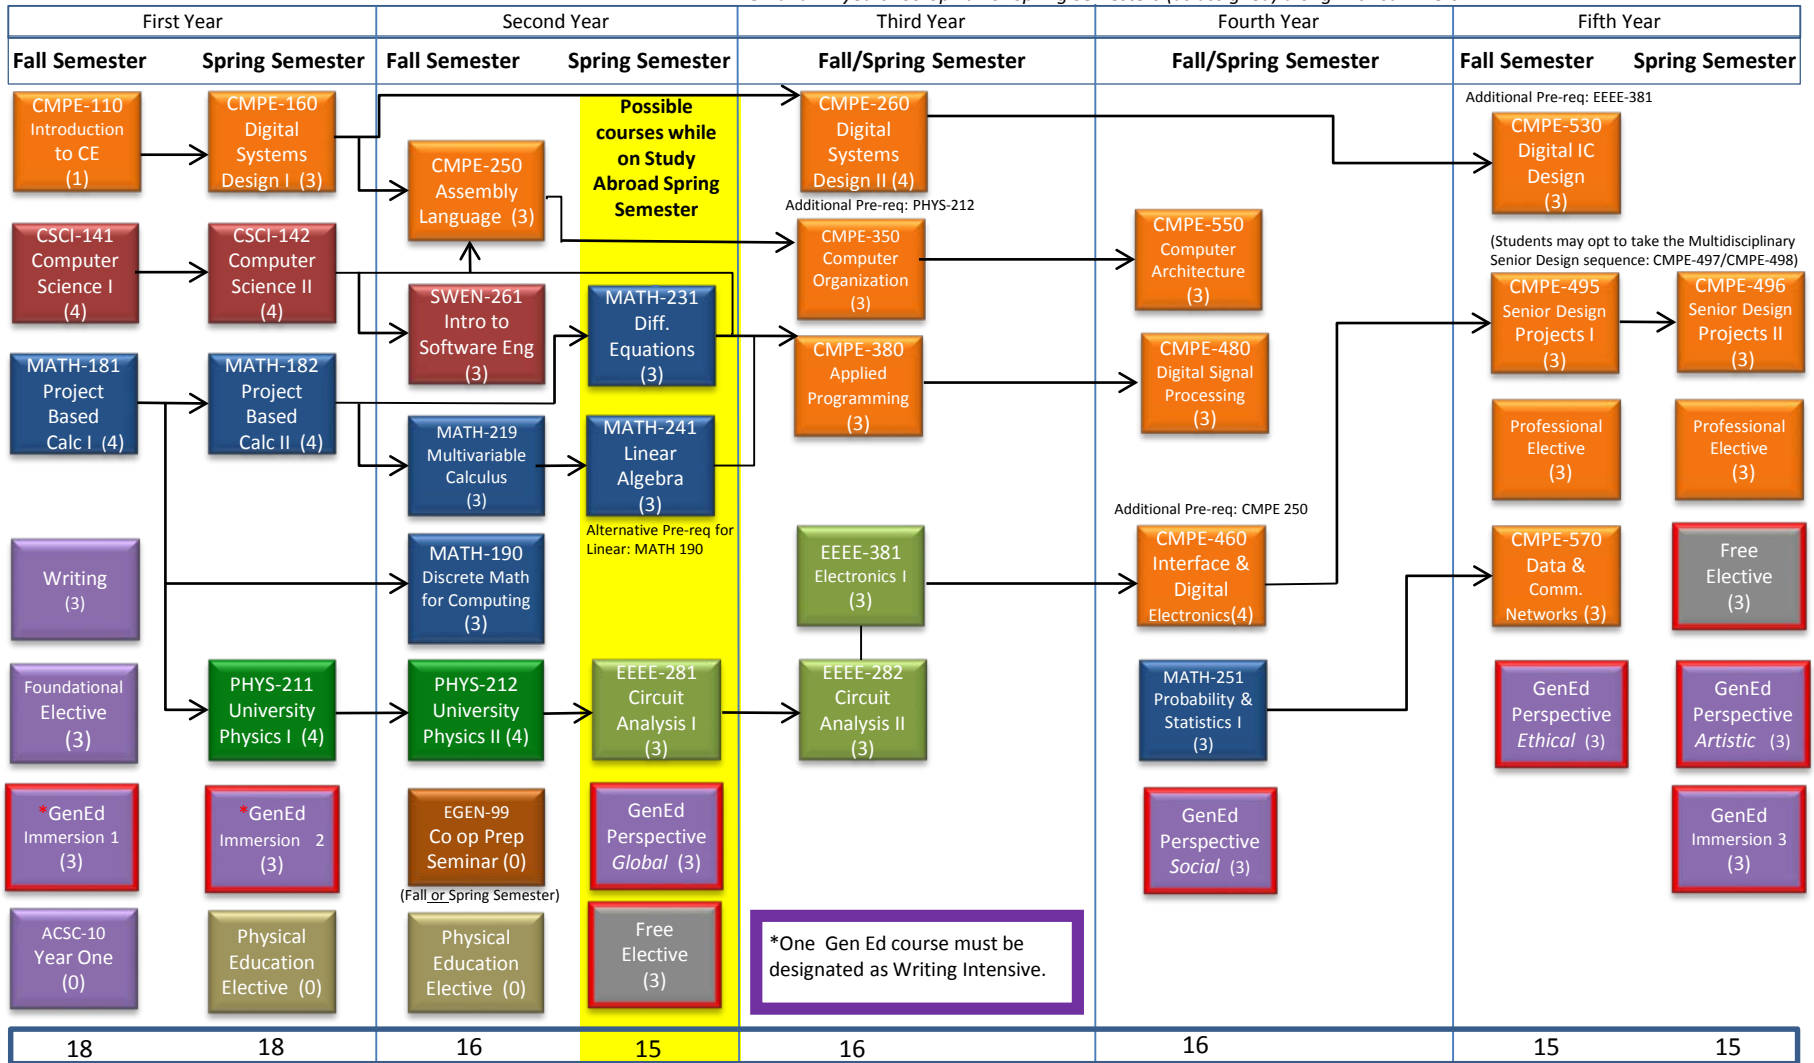 First Year
Second Year
Third Year
Fourth Year
Fifth Year
Fall Semester
Spring Semester
Fall Semester
Spring Semester
Fall/Spring Semester
Fall/Spring Semester
Fall Semester
Spring Semester
CMPE-110
Introduction
to CE
(1)
CSCI-141
Computer
Science I
(4)
MATH-181
Project
Based
Calc I (4)
Writing
(3)
Foundational
Elective
(3)
*GenEd
Immersion 1
(3)
ACSC-10
Year One
(0)
CMPE-160
Digital
Systems
Design I (3)
CSCI-142
Computer
Science II
(4)
MATH-182
Project
Based
Calc II (4)
PHYS-211
University
Physics I (4)
*GenEd
Immersion 2
(3)
Physical
Education
Elective (0)
CMPE-250
Assembly
Language (3)
SWEN-261
Intro to
Software Eng
(3)
MATH-219
Multivariable
Calculus
(3)
MATH-190
Discrete Math
for Computing
(3)
PHYS-212
University
Physics II (4)
EGEN-99
Co op Prep
Seminar (0)
(Fall or Spring Semester)
Physical
Education
Elective (0)
Possible
courses while
on Study
Abroad Spring
Semester
MATH-231
Diff.
Equations
(3)
MATH-241
Linear
Algebra
(3)
Alternative Pre-req for
Linear: MATH 190
EEEE-281
Circuit
Analysis I
(3)
GenEd
Perspective
Global (3)
Free
Elective
(3)
CMPE-260
Digital
Systems
Design II (4)
Additional Pre-req: PHYS-212
CMPE-350
Computer
Organization
(3)
CMPE-380
Applied
Programming
(3)
EEEE-381
Electronics I
(3)
EEEE-282
Circuit
Analysis II
(3)
*One Gen Ed course must be
designated as Writing Intensive.
CMPE-550
Computer
Architecture
(3)
CMPE-480
Digital Signal
Processing
(3)
Additional Pre-req: CMPE 250
CMPE-460
Interface &
Digital
Electronics(4)
MATH-251
Probability &
Statistics I
(3)
GenEd
Perspective
Social (3)
Additional Pre-req: EEEE-381
CMPE-530
Digital IC
Design
(3)
(Students may opt to take the Multidisciplinary
Senior Design sequence: CMPE-497/CMPE-498)
CMPE-495
Senior Design
Projects I
(3)
Professional
Elective
(3)
CMPE-570
Data &
Comm.
Networks (3)
GenEd
Perspective
Ethical (3)
CMPE-496
Senior Design
Projects II
(3)
Professional
Elective
(3)
Free
Elective
(3)
GenEd
Perspective
Artistic (3)
GenEd
Immersion 3
(3)
18
18
16
15
16
16
15
15